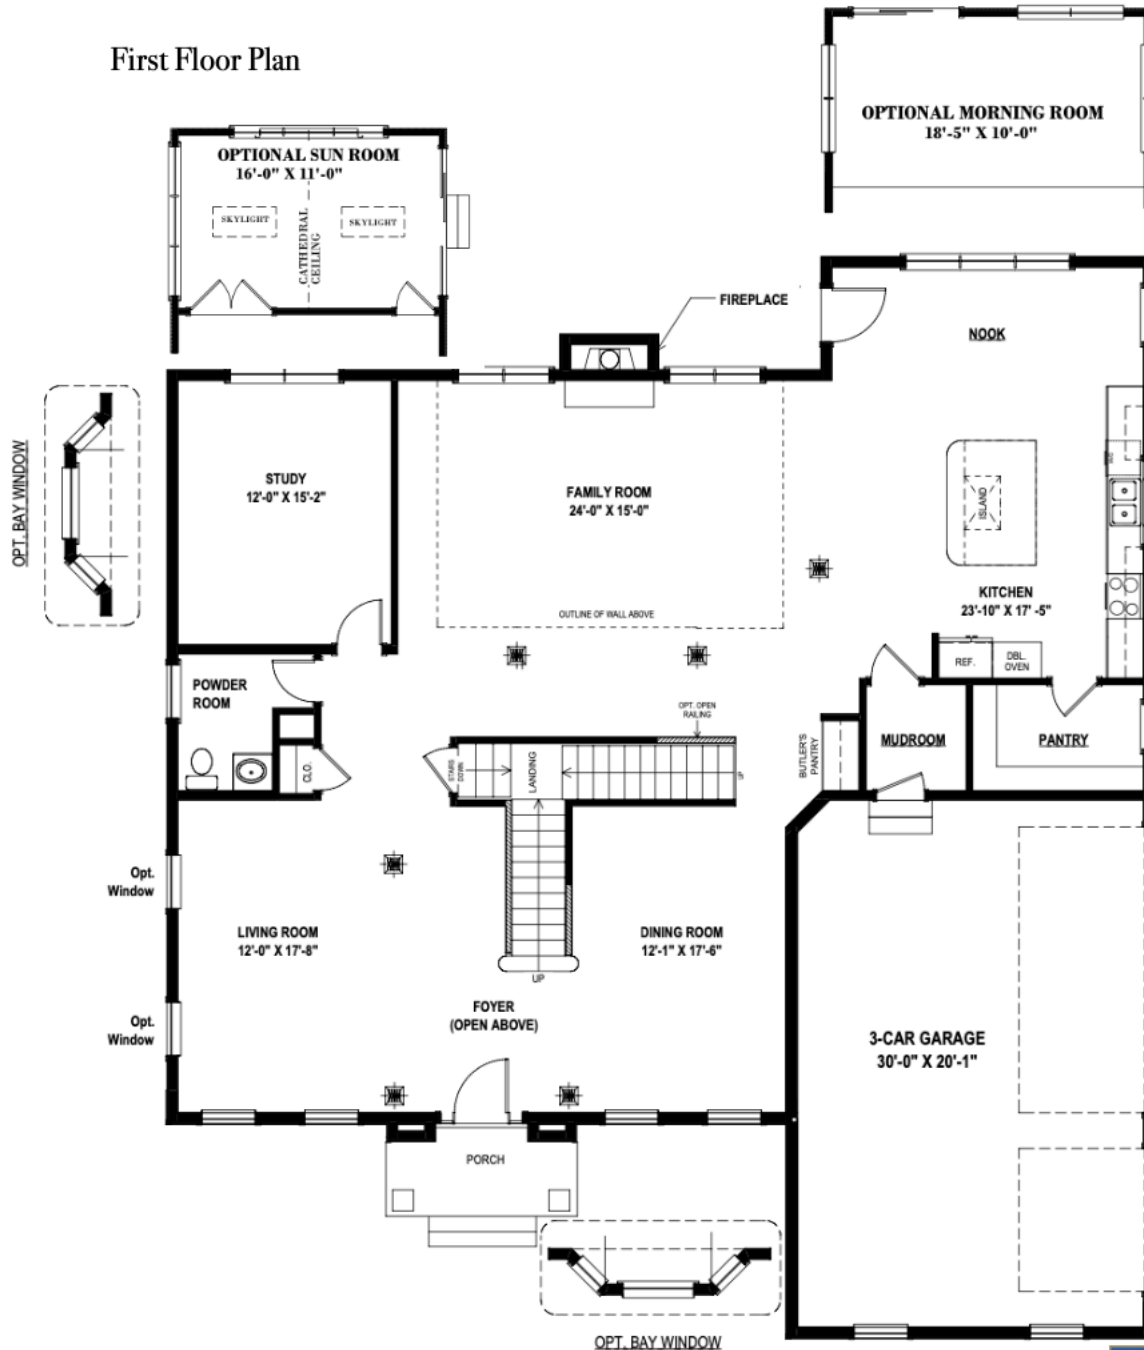 First Floor Plan
OPTIONAL MORNING ROOM
18'-5" X 10'-0"
OPTIONAL SUN ROOM
16'-0" X 11'-0"
SKYLIGHT
SKYLIGHT
CATHEDRAL
CEILING
FIREPLACE
NOOK
OPT. BAY WINDOW
STUDY
12'-0" X 15'-2"
FAMILY ROOM
24'-0" X 15'-0"
ISLAND
KITCHEN
23'-10" X 17' -5"
OUTLINE OF WALL ABOVE
REF.
DBL.
OVEN
POWDER
ROOM
OPT. OPEN
RAILING
MUDROOM
PANTRY
BUTLER'S
PANTRY
CLO.
STAIRS
DOWN
LANDING
UP
Opt.
Window
LIVING ROOM
12'-0" X 17'-8"
DINING ROOM
12'-1" X 17'-6"
UP
FOYER
(OPEN ABOVE)
Opt.
Window
3-CAR GARAGE
30'-0" X 20'-1"
PORCH
OPT. BAY WINDOW